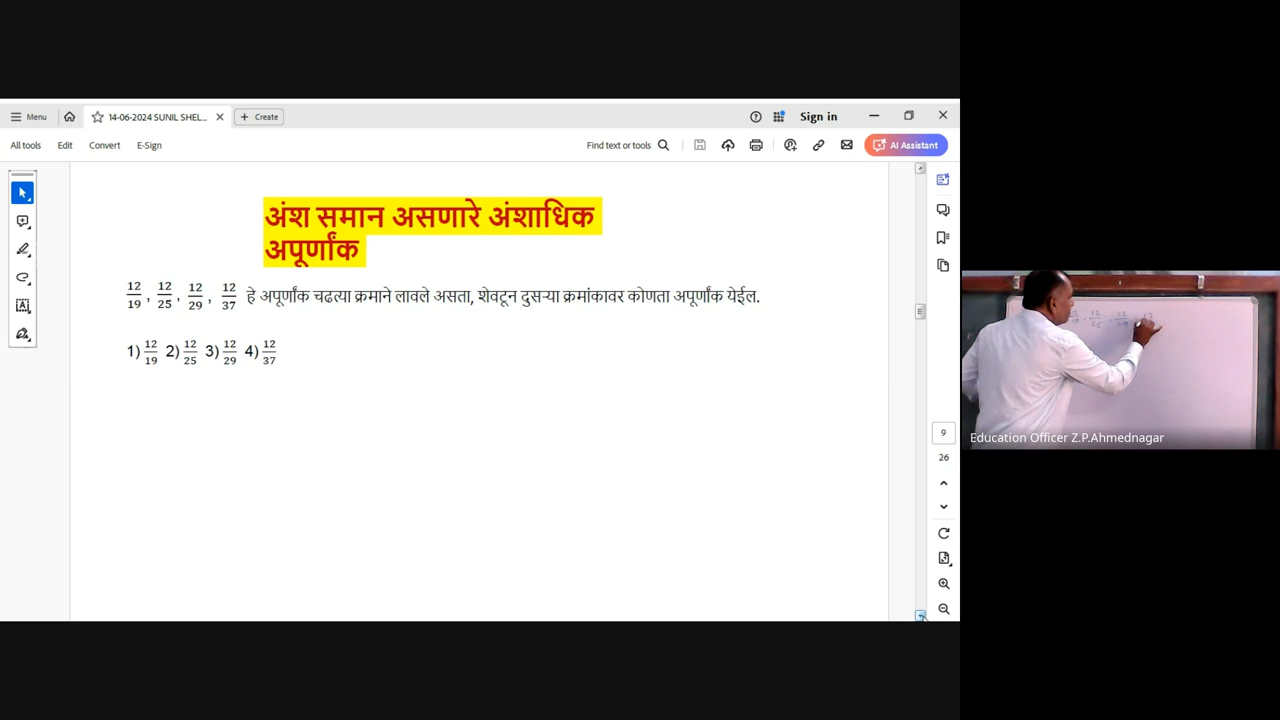 Menu
14-06-2024 SUNIL SHEL...
Create
Sign in
All tools
Edit
Convert
E-Sign
Find text or tools
AI Assistant
अंश समान असणारे अंशाधिक
अपूर्णांक
12/19 , 12/25 , 12/29 , 12/37 हे अपूर्णांक चढत्या क्रमाने लावले असता, शेवटून दुसऱ्या क्रमांकावर कोणता अपूर्णांक येईल.
1) 12/19 2) 12/25 3) 12/29 4) 12/37
9
26
Education Officer Z.P.Ahmednagar